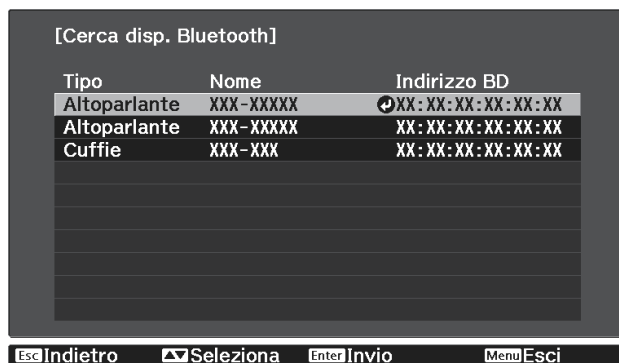 [Cerca disp. Bluetooth]
Tipo Nome Indirizzo BD
Altoparlante XXX-XXXXX XX:XX:XX:XX:XX:XX
Altoparlante XXX-XXXXX XX:XX:XX:XX:XX:XX
Cuffie XXX-XXX XX:XX:XX:XX:XX:XX
Esc Indietro Seleziona Enter Invio Menu Esci